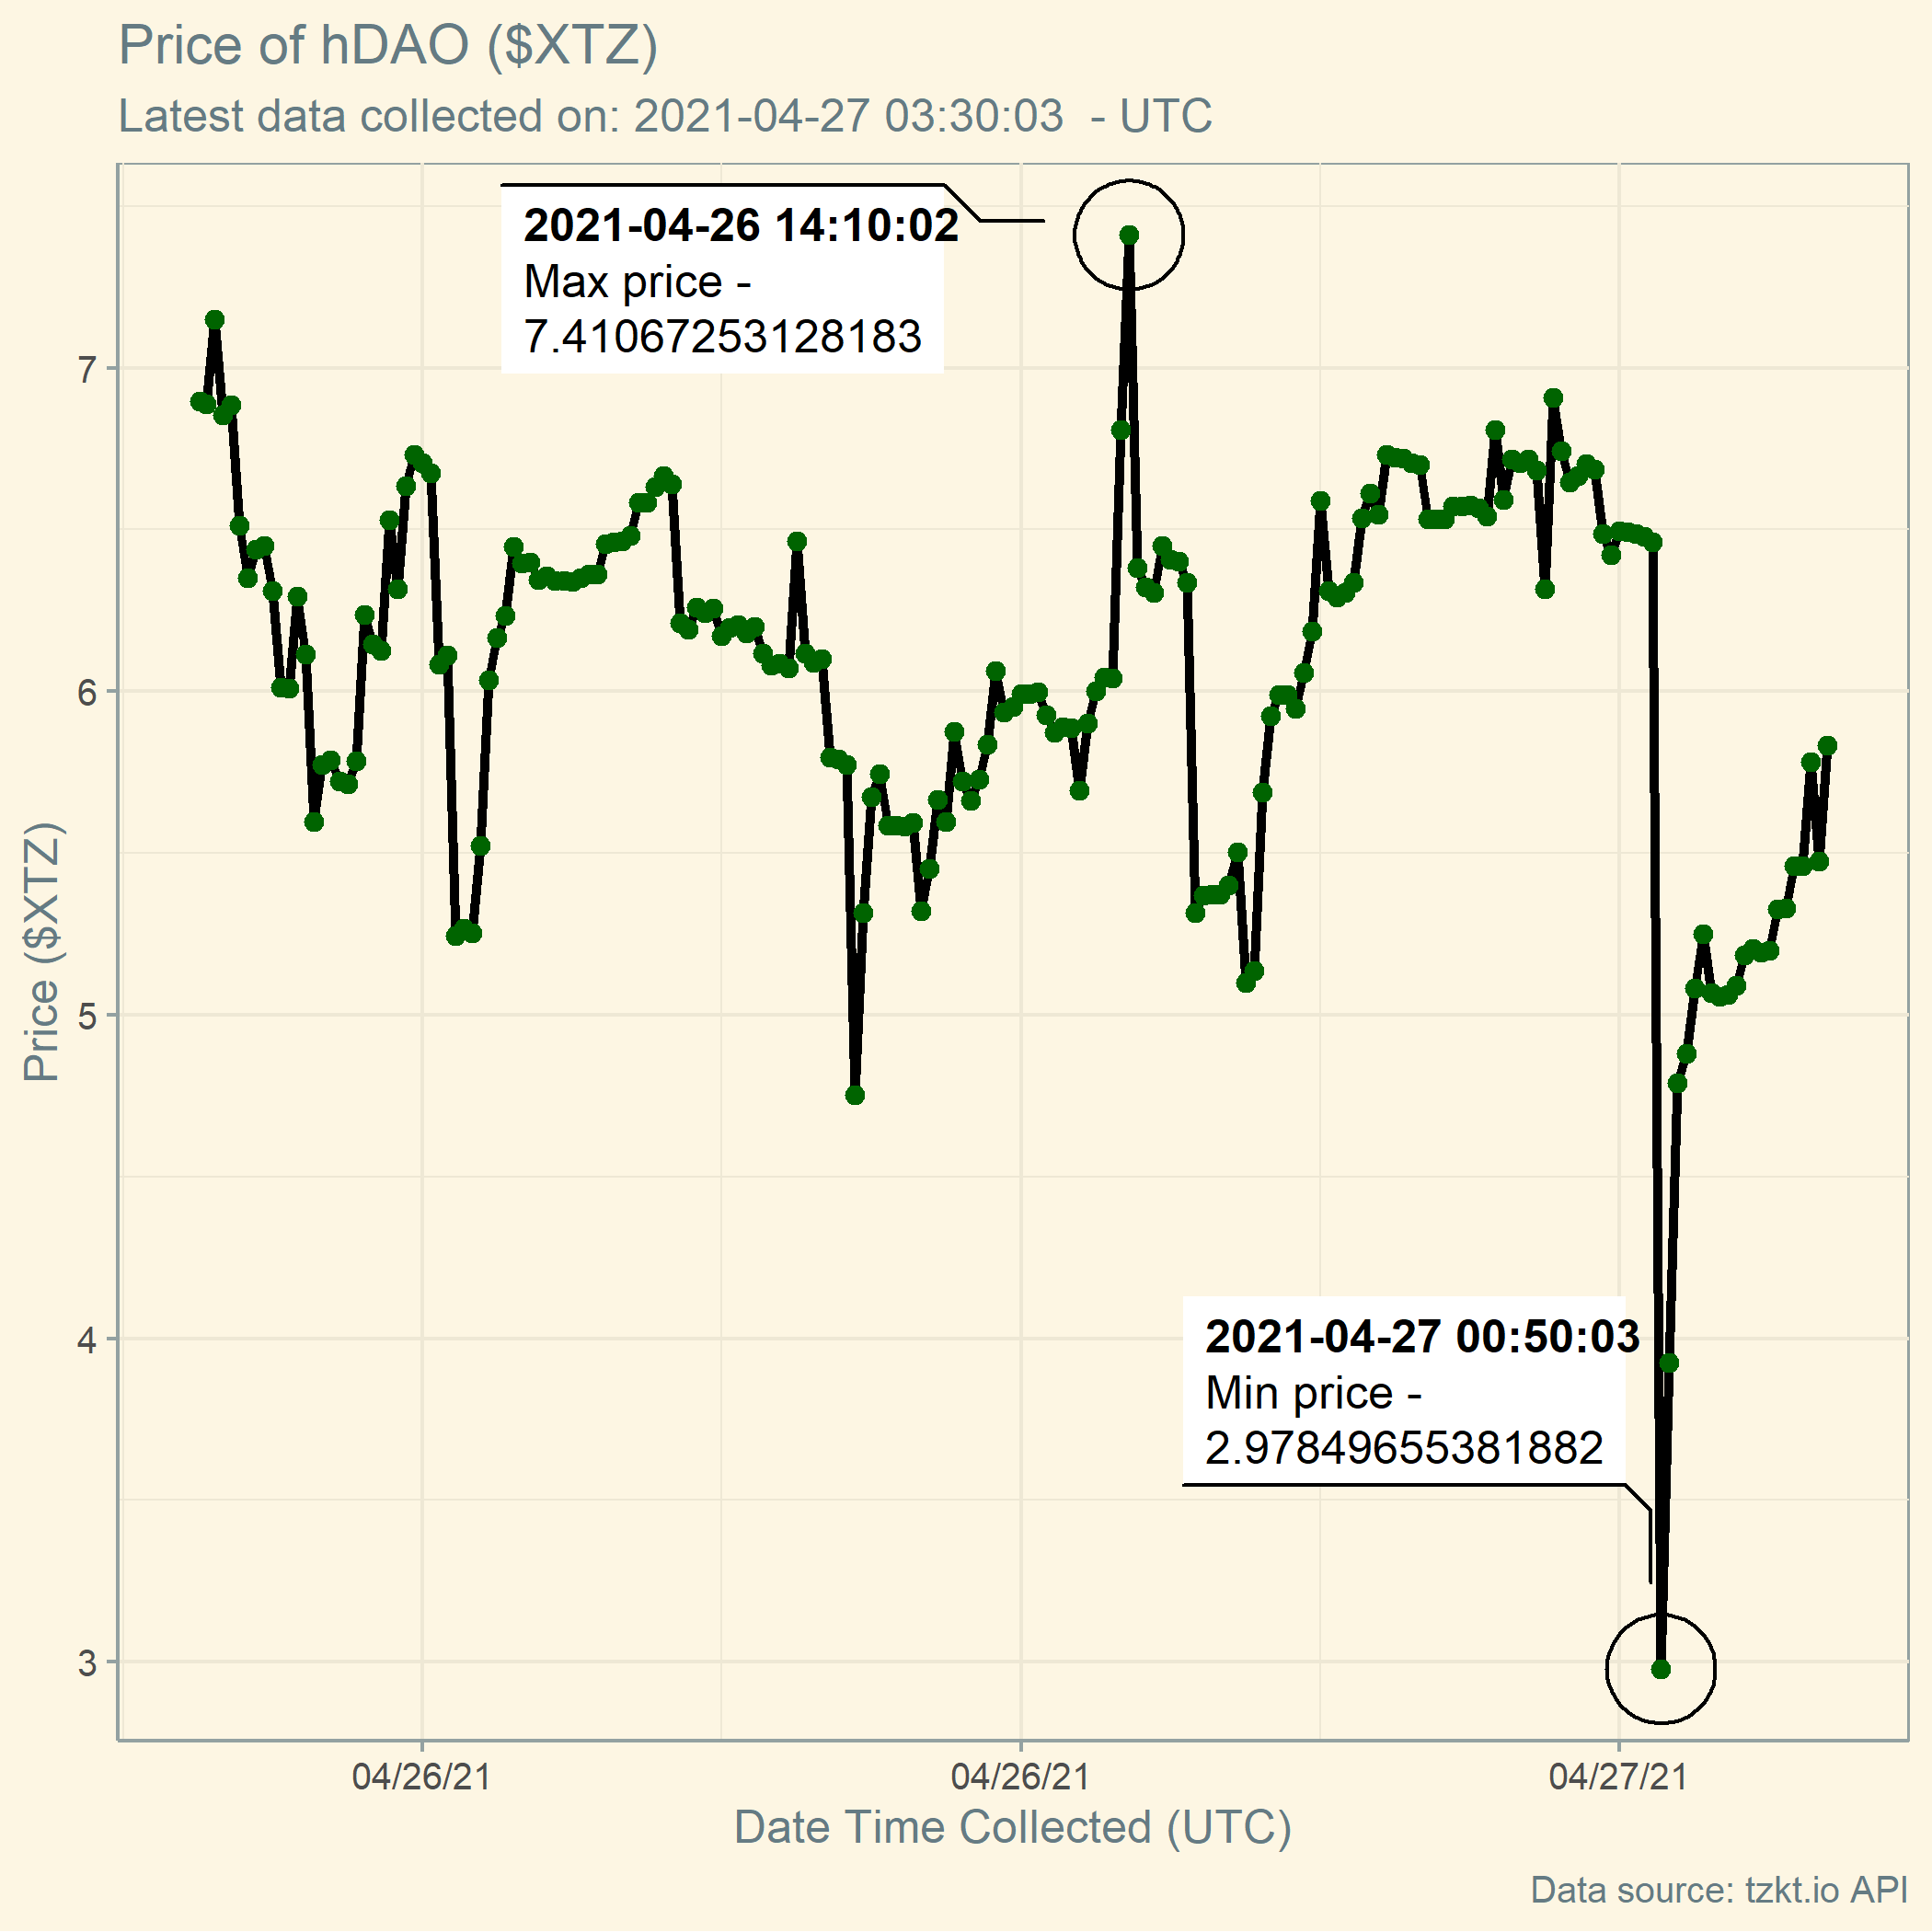 Price of hDAO ($XTZ)
Latest data collected on: 2021-04-27 03:30:03  - UTC
2021-04-26 14:10:02
Max price -
7.41067253128183
7
6
5
4
3
Price ($XTZ)
2021-04-27 00:50:03
Min price -
2.97849655381882
04/26/21
04/26/21
04/27/21
Date Time Collected (UTC)
Data source: tzkt.io API